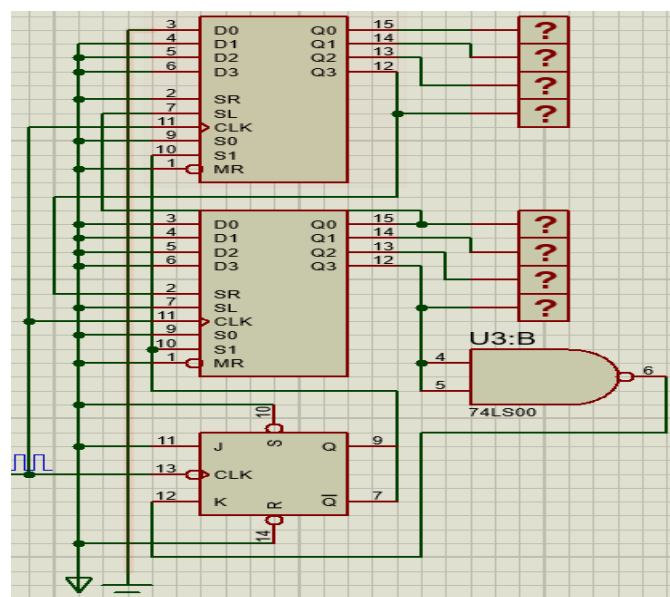 3 D0 Q0 15 ?
4 D1 Q1 14 ?
5 D2 Q2 13 ?
6 D3 Q3 12 ?
2 SR
7 SL
11 CLK
9 S0
10 S1
1 MR
3 D0 Q0 15 ?
4 D1 Q1 14 ?
5 D2 Q2 13 ?
6 D3 Q3 12 ?
2 SR
7 SL
11 CLK
9 S0
10 S1
1 MR
U3:B
4
5
6
74LS00
10
S
11 J Q 9
13 CLK
12 K Q 7
R
14